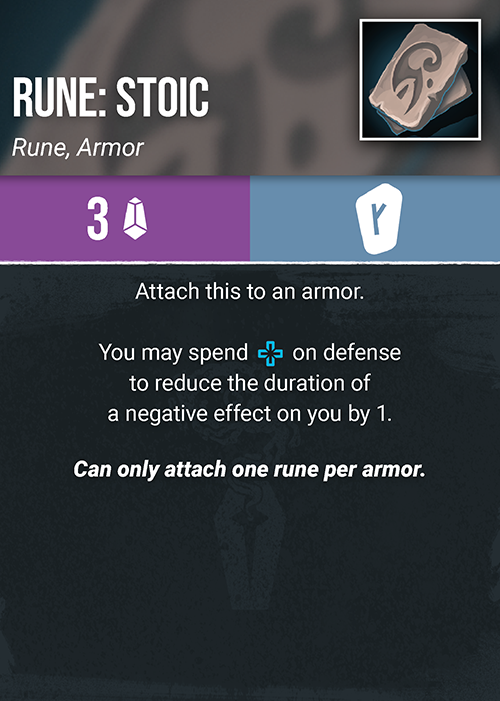 RUNE: STOIC
Rune, Armor
3
Attach this to an armor.
You may spend on defense
to reduce the duration of
a negative effect on you by 1.
Can only attach one rune per armor.